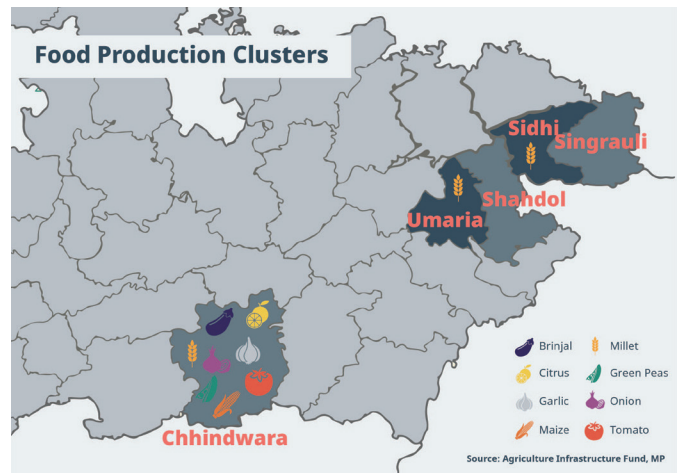 Food Production Clusters
Sidhi
Singrauli
Shahdol
Umaria
Chhindwara
Brinjal
Millet
Citrus
Green Peas
Garlic
Onion
Maize
Tomato
Source: Agriculture Infrastructure Fund, MP